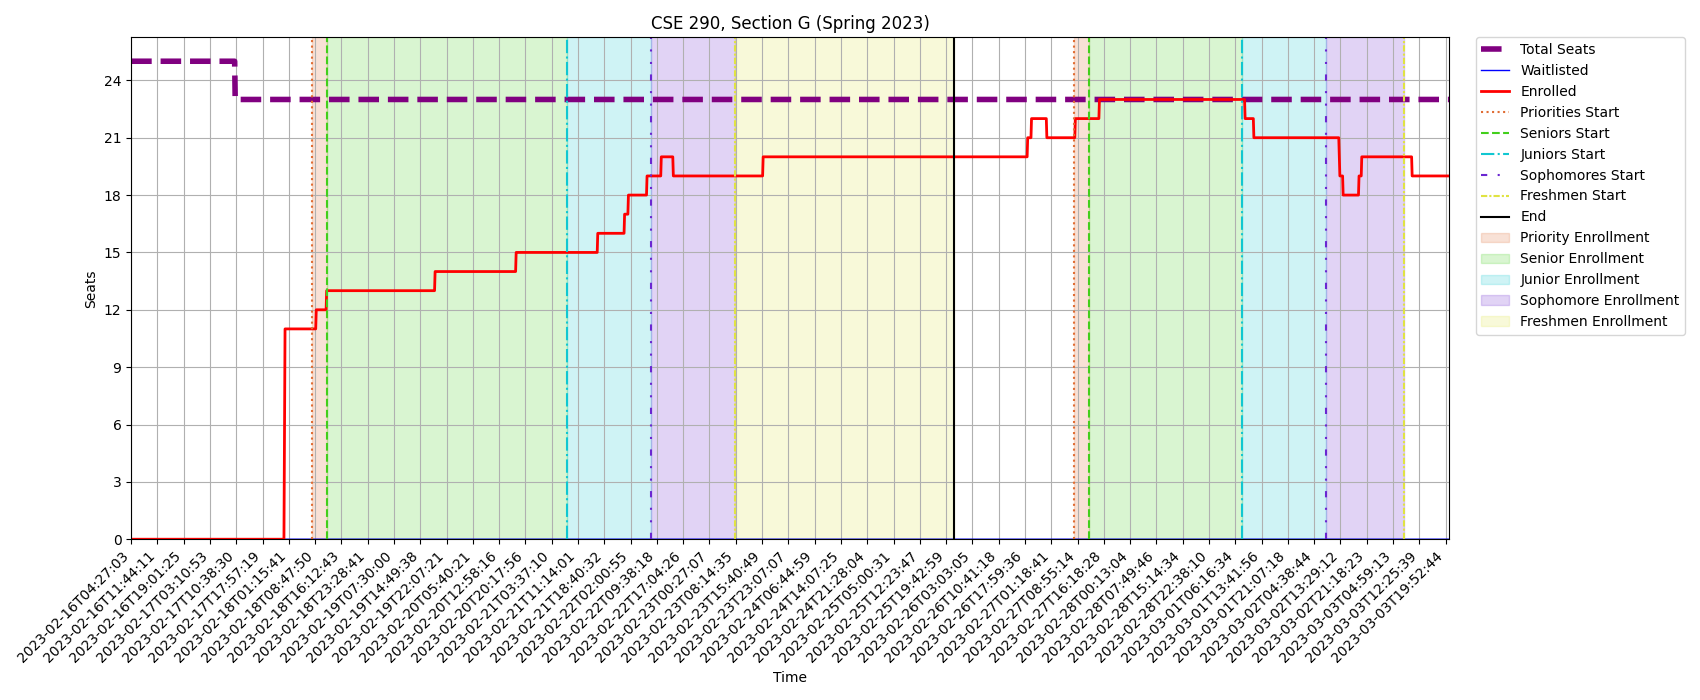 CSE 290, Section G (Spring 2023)
Seats
24
21
18
15
12
9
6
3
0
2023-02-16T04:27:03
2023-02-16T11:44:11
2023-02-16T19:01:25
2023-02-17T03:10:53
2023-02-17T10:38:30
2023-02-17T17:57:19
2023-02-18T01:15:41
2023-02-18T08:47:50
2023-02-18T16:12:43
2023-02-18T23:28:41
2023-02-19T07:30:00
2023-02-19T14:49:38
2023-02-19T22:07:21
2023-02-20T05:40:21
2023-02-20T12:58:16
2023-02-20T20:17:56
2023-02-21T03:37:10
2023-02-21T11:14:01
2023-02-21T18:40:32
2023-02-22T02:00:55
2023-02-22T09:38:18
2023-02-22T17:04:26
2023-02-23T00:27:07
2023-02-23T08:14:35
2023-02-23T15:40:49
2023-02-23T23:07:07
2023-02-24T06:44:59
2023-02-24T14:07:25
2023-02-24T21:28:04
2023-02-25T05:00:31
2023-02-25T12:23:47
2023-02-25T19:42:59
2023-02-26T03:03:05
2023-02-26T10:41:18
2023-02-26T17:59:36
2023-02-27T01:18:41
2023-02-27T08:55:14
2023-02-27T16:18:28
2023-02-28T00:13:04
2023-02-28T07:49:46
2023-02-28T15:14:34
2023-02-28T22:38:10
2023-03-01T06:16:34
2023-03-01T13:41:56
2023-03-01T21:07:18
2023-03-02T04:38:44
2023-03-02T13:29:12
2023-03-02T21:18:23
2023-03-03T04:59:13
2023-03-03T12:25:39
2023-03-03T19:52:44
Time
Total Seats
Waitlisted
Enrolled
Priorities Start
Seniors Start
Juniors Start
Sophomores Start
Freshmen Start
End
Priority Enrollment
Senior Enrollment
Junior Enrollment
Sophomore Enrollment
Freshmen Enrollment